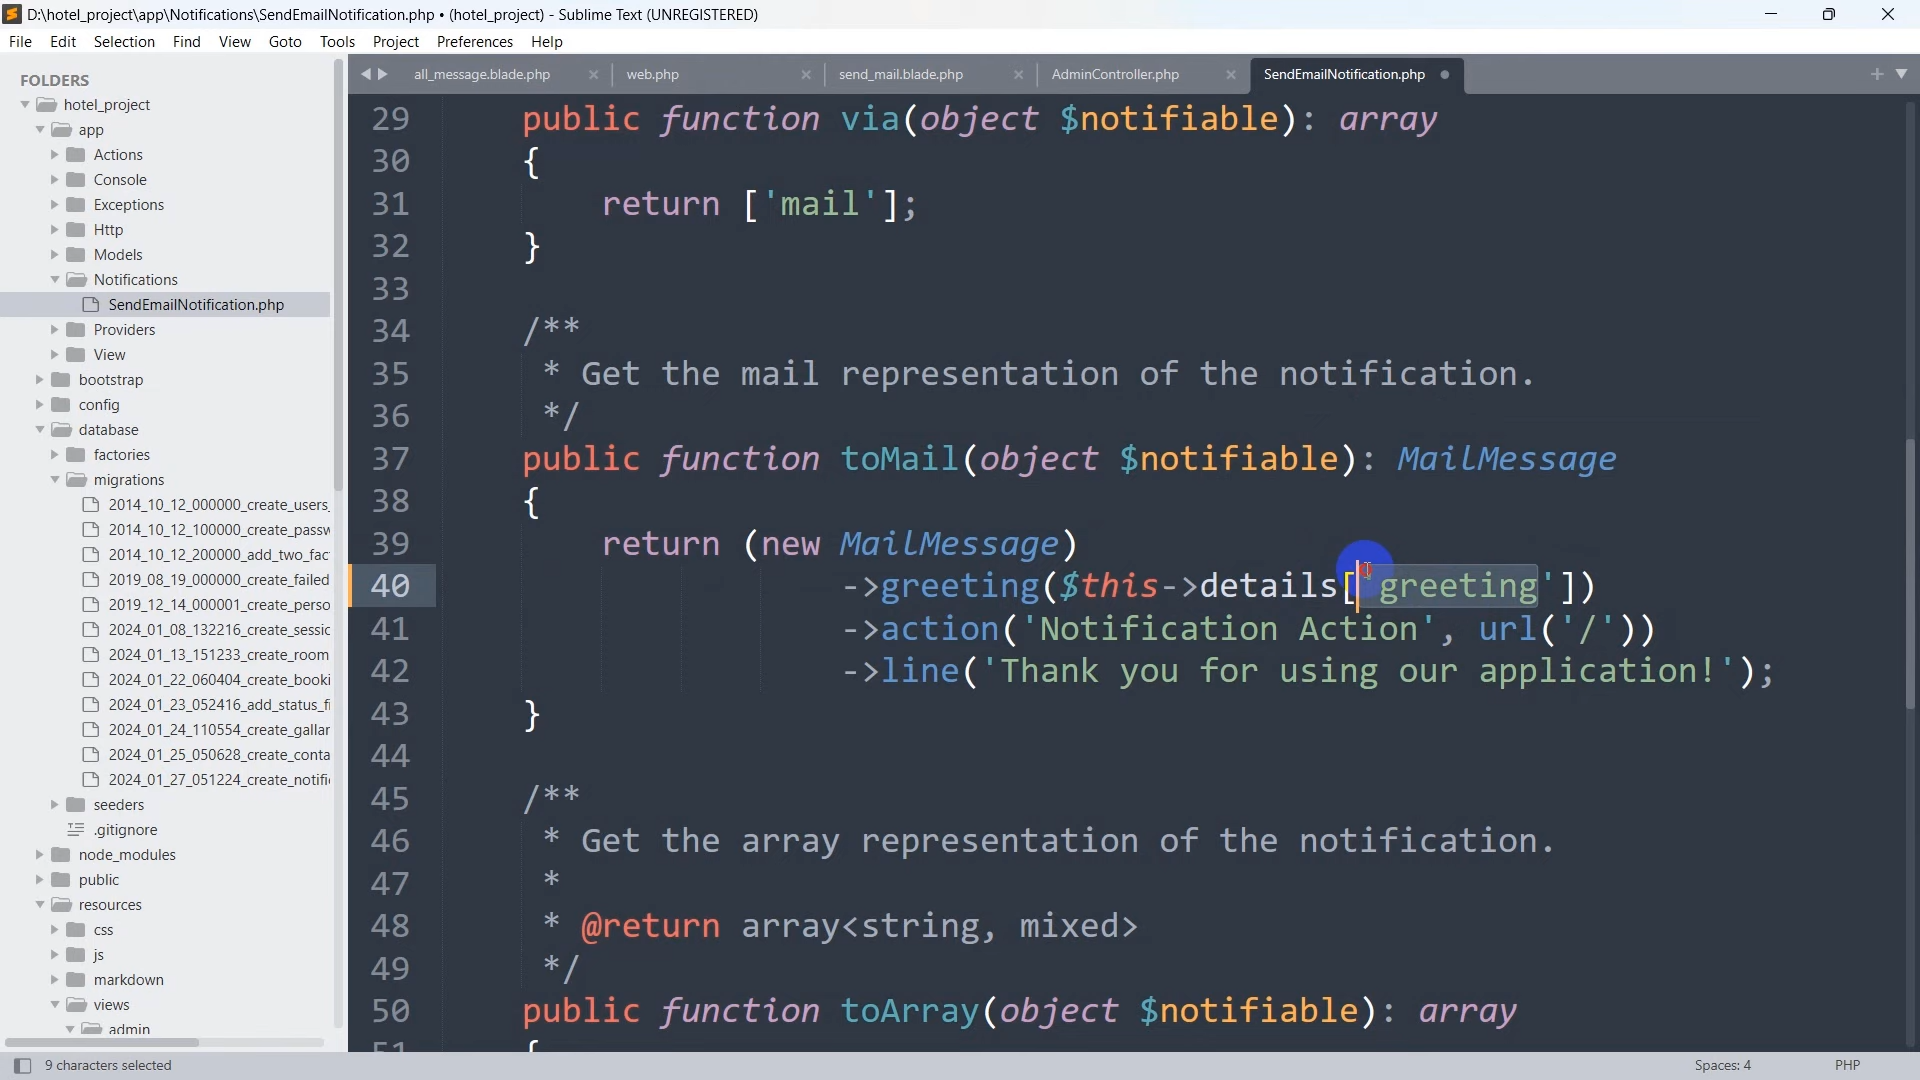 D:\hotel_project\app\Notifications\SendEmailNotification.php • (hotel_project) - Sublime Text (UNREGISTERED)
File Edit Selection Find View Goto Tools Project Preferences Help
FOLDERS
hotel_project
app
Actions
Console
Exceptions
Http
Models
Notifications
SendEmailNotification.php
Providers
View
bootstrap
config
database
factories
migrations
2014_10_12_000000_create_users_
2014_10_12_100000_create_passw
2014_10_12_200000_add_two_fac
2019_08_19_000000_create_failed
2019_12_14_000001_create_perso
2024_01_08_132216_create_sessio
2024_01_13_151233_create_room
2024_01_22_060404_create_booki
2024_01_23_052416_add_status_fi
2024_01_24_110554_create_gallar
2024_01_25_050628_create_conta
2024_01_27_051224_create_notifi
seeders
.gitignore
node_modules
public
resources
css
js
markdown
views
admin
all_message.blade.php web.php send_mail.blade.php AdminController.php SendEmailNotification.php
29 public function via(object $notifiable): array
30 {
31 return ['mail'];
32 }
33
34 /**
35 * Get the mail representation of the notification.
36 */
37 public function toMail(object $notifiable): MailMessage
38 {
39 return (new MailMessage)
40 ->greeting($this->details['greeting'])
41 ->action('Notification Action', url('/'))
42 ->line('Thank you for using our application!');
43 }
44
45 /**
46 * Get the array representation of the notification.
47 *
48 * @return array<string, mixed>
49 */
50 public function toArray(object $notifiable): array
51 {
9 characters selected Spaces: 4 PHP